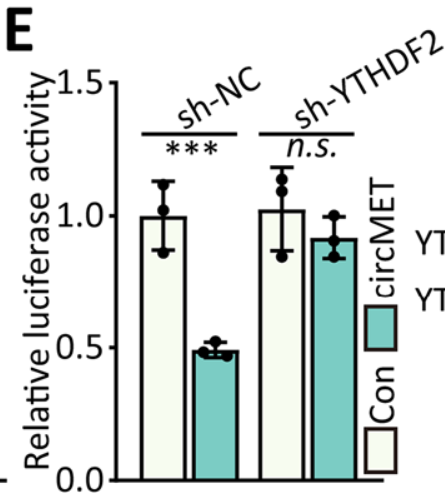 E
sh-NC
sh-YTHDF2
***
n.s.
Relative luciferase activity
1.5
1.0
0.5
0.0
circMET
Con
YT
YT